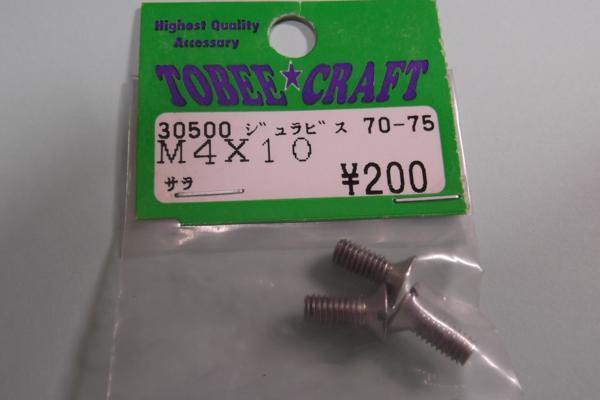 Highest Quality
Accessary
TOBEE★CRAFT
30500 ジュラビス 70-75
M4X10
サラ
¥200